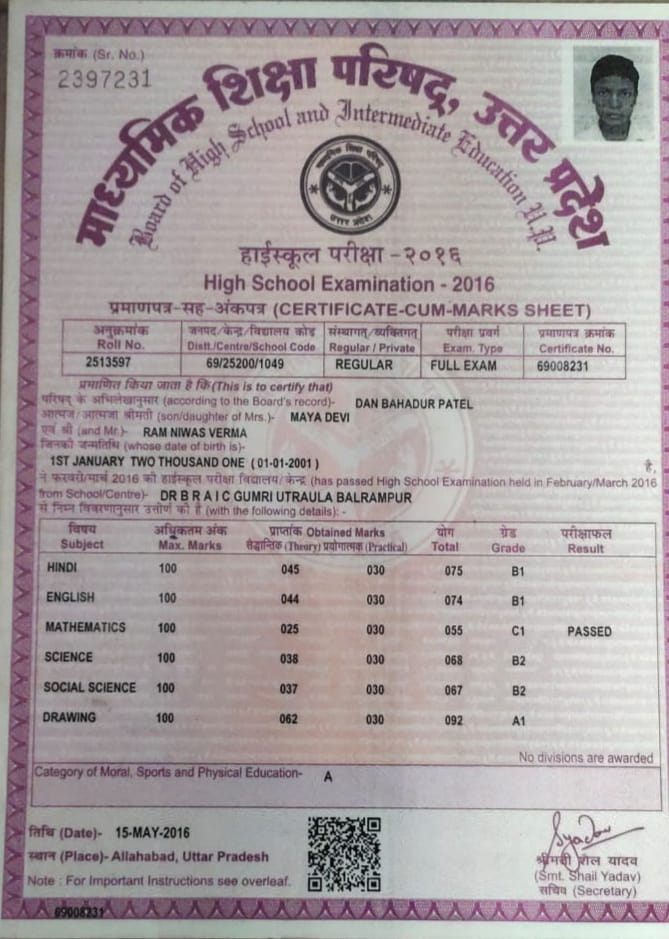 क्रमांक (Sr. No.)
2397231
माध्यमिक शिक्षा परिषद्, उत्तर प्रदेश
Board of High School and Intermediate Education U.P.
माध्यमिक शिक्षा परिषद्
उत्तर प्रदेश
हाईस्कूल परीक्षा - २०१६
High School Examination - 2016
प्रमाणपत्र-सह-अंकपत्र (CERTIFICATE-CUM-MARKS SHEET)
अनुक्रमांक जनपद/केन्द्र/विद्यालय कोड संस्थागत/व्यक्तिगत परीक्षा प्रवर्ग प्रमाणपत्र क्रमांक
Roll No. Distt./Centre/School Code Regular / Private Exam. Type Certificate No.
2513597 69/25200/1049 REGULAR FULL EXAM 69008231
प्रमाणित किया जाता है कि (This is to certify that)
परिषद् के अभिलेखानुसार (according to the Board's record)- DAN BAHADUR PATEL
आत्मज/आत्मजा श्रीमती (son/daughter of Mrs.)- MAYA DEVI
एवं श्री (and Mr.)- RAM NIWAS VERMA
जिनकी जन्मतिथि (whose date of birth is)-
1ST JANUARY TWO THOUSAND ONE ( 01-01-2001 ) है,
ने फरवरी/मार्च 2016 की हाईस्कूल परीक्षा विद्यालय/केन्द्र (has passed High School Examination held in February/March 2016
from School/Centre)- DR B R A I C GUMRI UTRAULA BALRAMPUR
से निम्न विवरणानुसार उत्तीर्ण की है (with the following details): -
विषय अधिकतम अंक प्राप्तांक Obtained Marks योग ग्रेड परीक्षाफल
Subject Max. Marks सैद्धान्तिक (Theory) प्रयोगात्मक (Practical) Total Grade Result
HINDI 100 045 030 075 B1
ENGLISH 100 044 030 074 B1
MATHEMATICS 100 025 030 055 C1 PASSED
SCIENCE 100 038 030 068 B2
SOCIAL SCIENCE 100 037 030 067 B2
DRAWING 100 062 030 092 A1
No divisions are awarded
Category of Moral, Sports and Physical Education- A
तिथि (Date)- 15-MAY-2016
स्थान (Place)- Allahabad, Uttar Pradesh
Note : For Important Instructions see overleaf.
Syadav
श्रीमती शैल यादव
(Smt. Shail Yadav)
सचिव (Secretary)
69008231